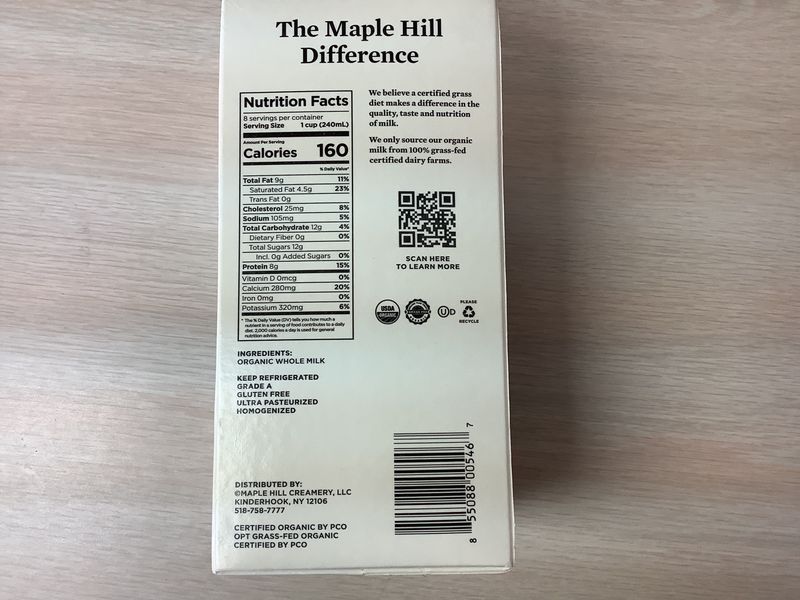 The Maple Hill
Difference
Nutrition Facts
8 servings per container
Serving Size 1 cup (240mL)
Amount Per Serving
Calories 160
% Daily Value*
Total Fat 9g 11%
Saturated Fat 4.5g 23%
Trans Fat 0g
Cholesterol 25mg 8%
Sodium 105mg 5%
Total Carbohydrate 12g 4%
Dietary Fiber 0g 0%
Total Sugars 12g
Incl. 0g Added Sugars 0%
Protein 8g 15%
Vitamin D 0mcg 0%
Calcium 280mg 20%
Iron 0mg 0%
Potassium 320mg 6%
* The % Daily Value (DV) tells you how much a
nutrient in a serving of food contributes to a daily
diet. 2,000 calories a day is used for general
nutrition advice.
We believe a certified grass
diet makes a difference in the
quality, taste and nutrition
of milk.
We only source our organic
milk from 100% grass-fed
certified dairy farms.
SCAN HERE
TO LEARN MORE
USDA
ORGANIC
U D
PLEASE
RECYCLE
INGREDIENTS:
ORGANIC WHOLE MILK
KEEP REFRIGERATED
GRADE A
GLUTEN FREE
ULTRA PASTEURIZED
HOMOGENIZED
DISTRIBUTED BY:
©MAPLE HILL CREAMERY, LLC
KINDERHOOK, NY 12106
518-758-7777
CERTIFIED ORGANIC BY PCO
OPT GRASS-FED ORGANIC
CERTIFIED BY PCO
8 55088 00546 7